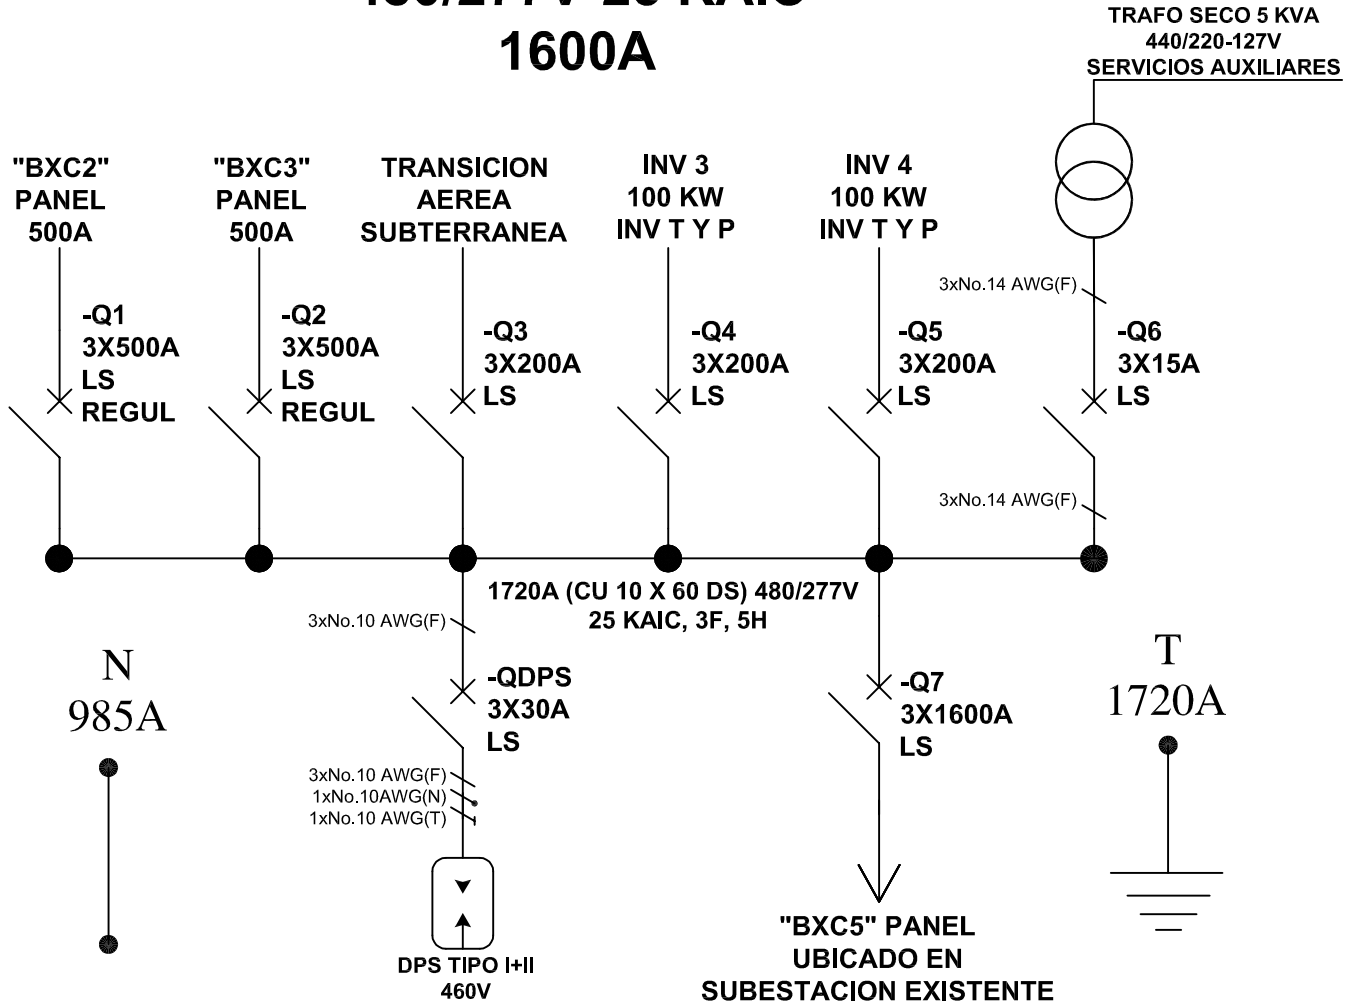 480/277V 25 KAIC
1600A
TRAFO SECO 5 KVA
440/220-127V
SERVICIOS AUXILIARES
"BXC2"
PANEL
500A
"BXC3"
PANEL
500A
TRANSICION
AEREA
SUBTERRANEA
INV 3
100 KW
INV T Y P
INV 4
100 KW
INV T Y P
3xNo.14 AWG(F)
-Q1
3X500A
LS
REGUL
-Q2
3X500A
LS
REGUL
-Q3
3X200A
LS
-Q4
3X200A
LS
-Q5
3X200A
LS
-Q6
3X15A
LS
3xNo.14 AWG(F)
1720A (CU 10 X 60 DS) 480/277V
25 KAIC, 3F, 5H
3xNo.10 AWG(F)
N
985A
-QDPS
3X30A
LS
-Q7
3X1600A
LS
T
1720A
3xNo.10 AWG(F)
1xNo.10AWG(N)
1xNo.10 AWG(T)
DPS TIPO I+II
460V
"BXC5" PANEL
UBICADO EN
SUBESTACION EXISTENTE